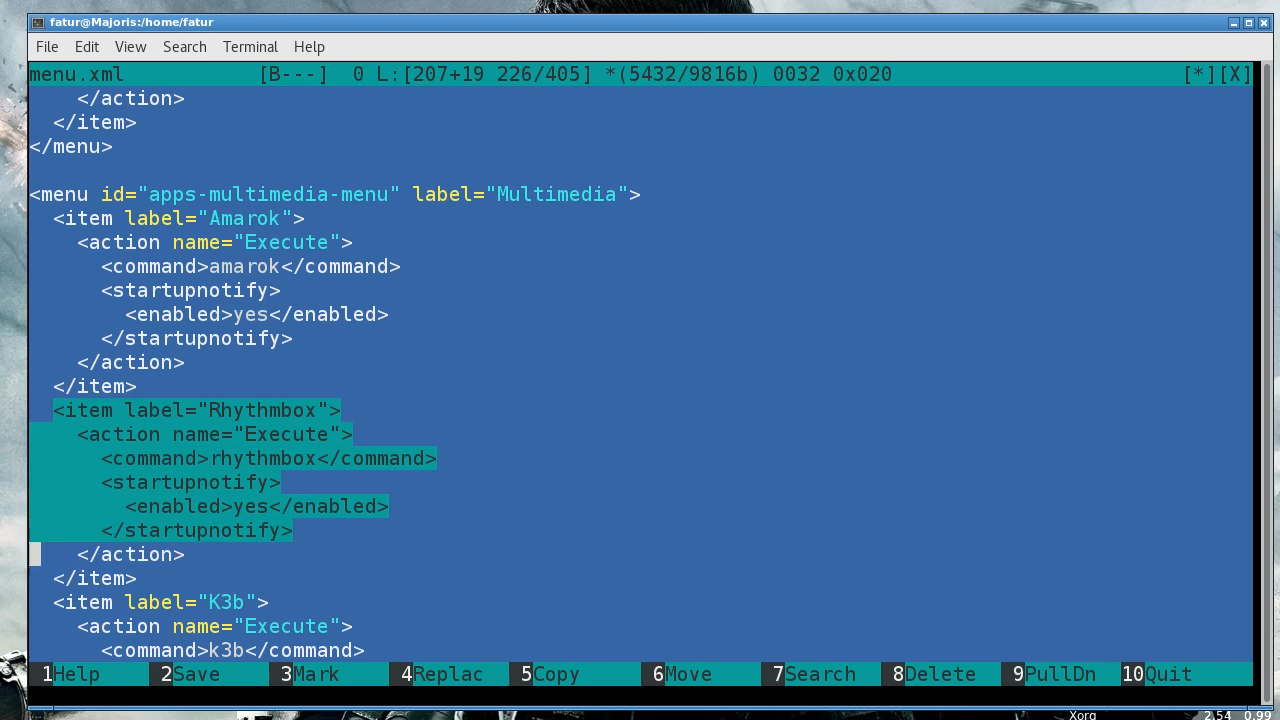 fatur@Majoris:/home/fatur
File Edit View Search Terminal Help
menu.xml [B---] 0 L:[207+19 226/405] *(5432/9816b) 0032 0x020 [*][X]
    </action>
  </item>
</menu>
<menu id="apps-multimedia-menu" label="Multimedia">
  <item label="Amarok">
    <action name="Execute">
      <command>amarok</command>
      <startupnotify>
        <enabled>yes</enabled>
      </startupnotify>
    </action>
  </item>
  <item label="Rhythmbox">
    <action name="Execute">
      <command>rhythmbox</command>
      <startupnotify>
        <enabled>yes</enabled>
      </startupnotify>
    </action>
  </item>
  <item label="K3b">
    <action name="Execute">
      <command>k3b</command>
1Help 2Save 3Mark 4Replac 5Copy 6Move 7Search 8Delete 9PullDn 10Quit
Xorg 2.54 0.99